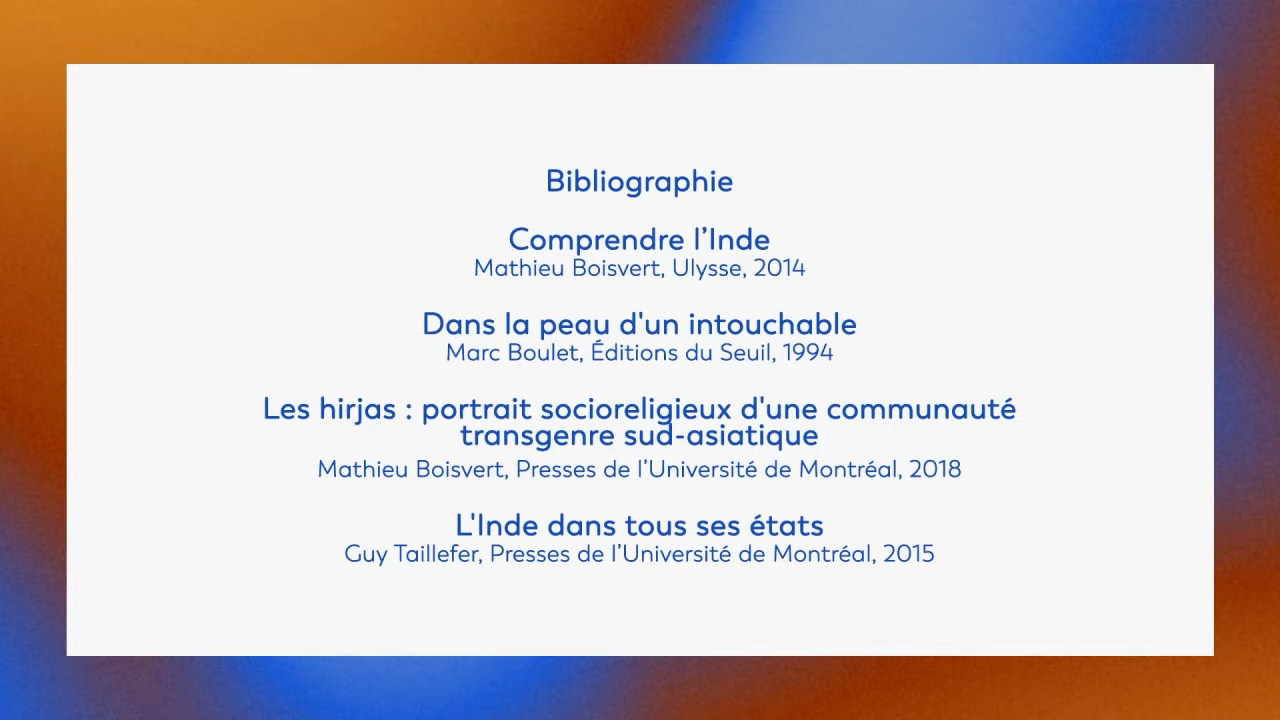 Bibliographie
Comprendre l’Inde
Mathieu Boisvert, Ulysse, 2014
Dans la peau d'un intouchable
Marc Boulet, Éditions du Seuil, 1994
Les hirjas : portrait socioreligieux d'une communauté
transgenre sud-asiatique
Mathieu Boisvert, Presses de l’Université de Montréal, 2018
L'Inde dans tous ses états
Guy Taillefer, Presses de l’Université de Montréal, 2015